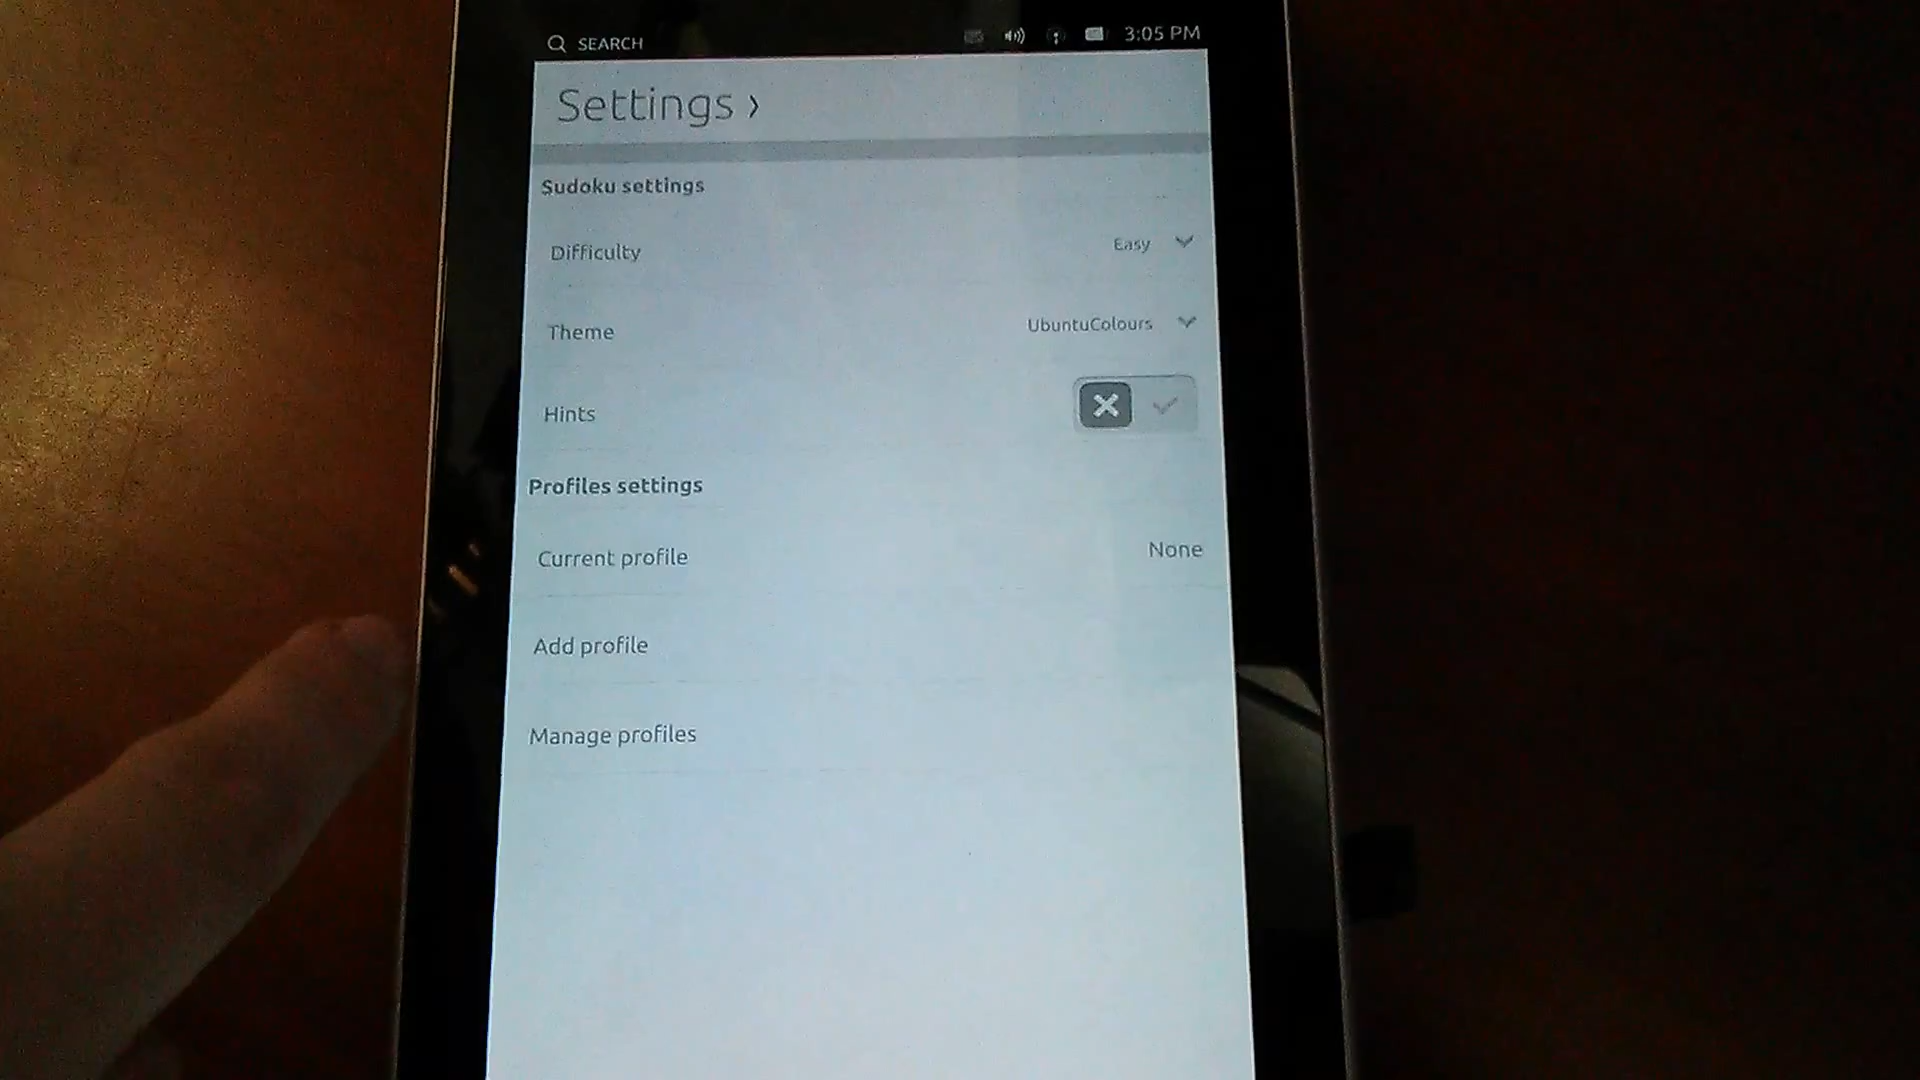 SEARCH 3:05 PM
Settings ›
Sudoku settings
Difficulty Easy
Theme UbuntuColours
Hints
Profiles settings
Current profile None
Add profile
Manage profiles